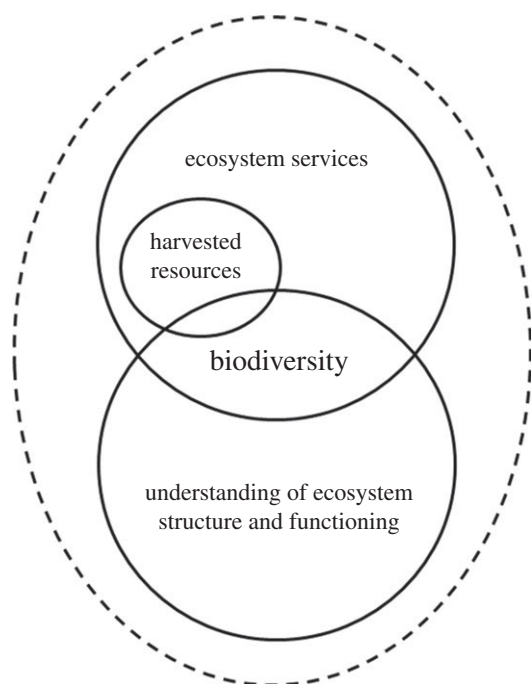 ecosystem services
harvested
resources
biodiversity
understanding of ecosystem
structure and functioning